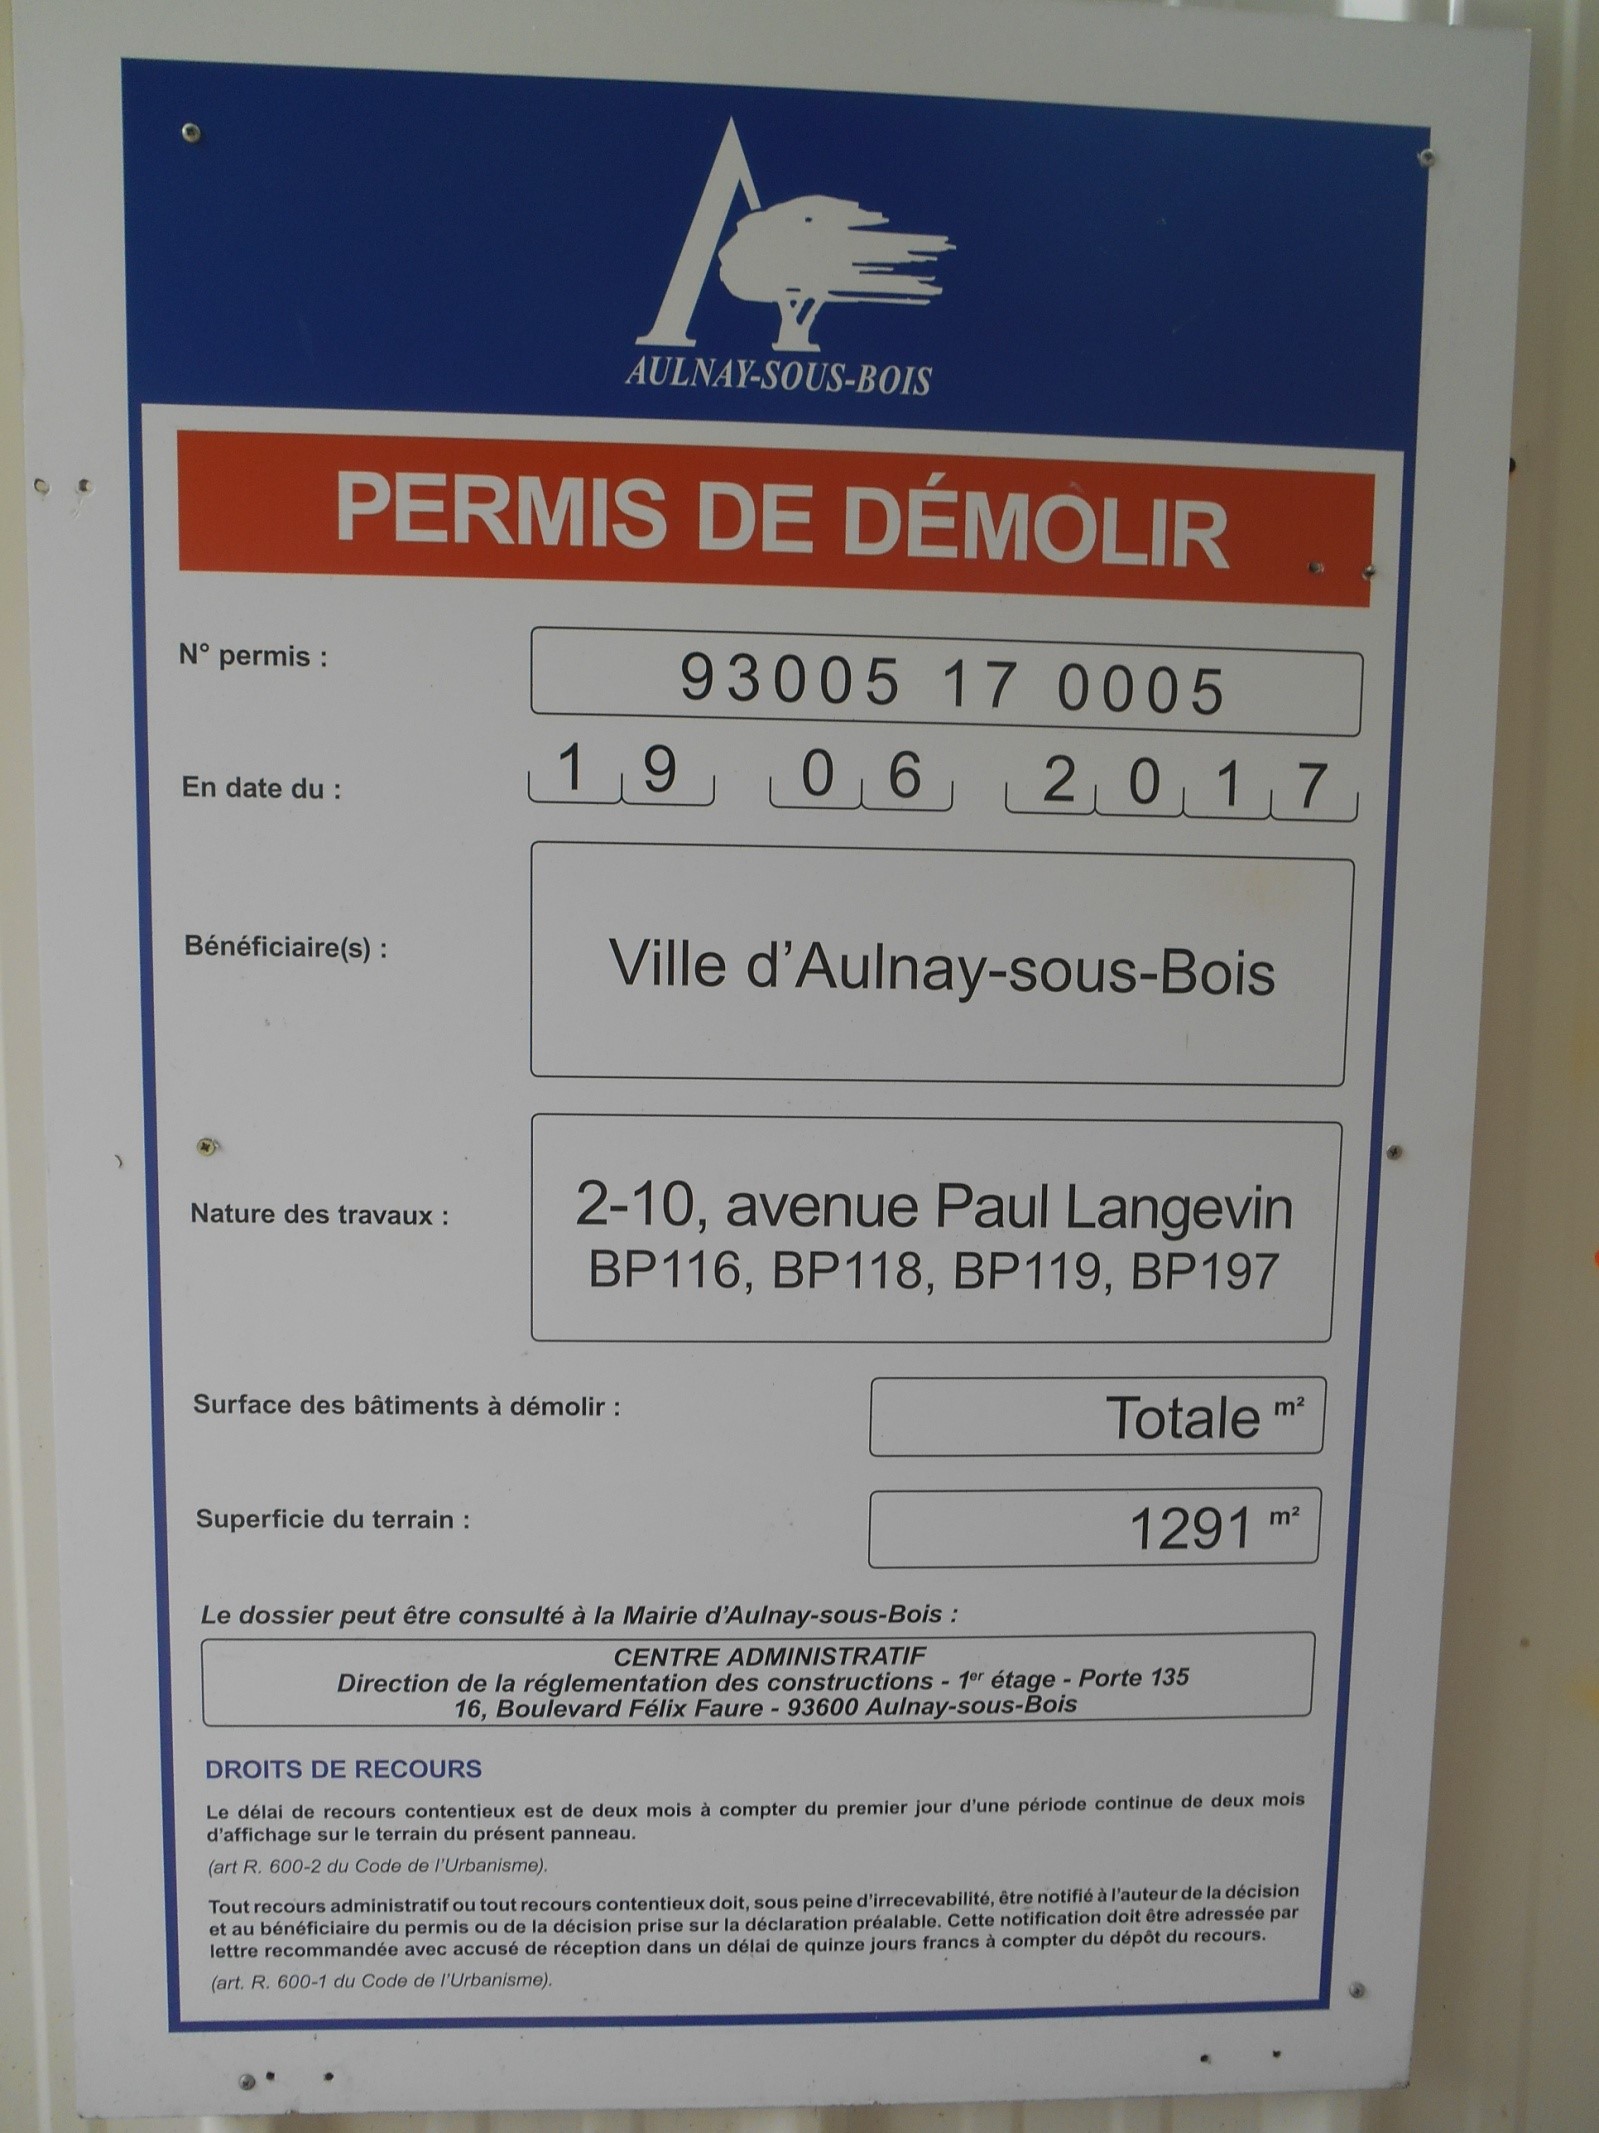 AULNAY-SOUS-BOIS
PERMIS DE DÉMOLIR
N° permis : 93005 17 0005
En date du : 19 06 2017
Bénéficiaire(s) : Ville d'Aulnay-sous-Bois
Nature des travaux : 2-10, avenue Paul Langevin
BP116, BP118, BP119, BP197
Surface des bâtiments à démolir : Totale m²
Superficie du terrain : 1291 m²
Le dossier peut être consulté à la Mairie d'Aulnay-sous-Bois :
CENTRE ADMINISTRATIF
Direction de la réglementation des constructions - 1er étage - Porte 135
16, Boulevard Félix Faure - 93600 Aulnay-sous-Bois
DROITS DE RECOURS
Le délai de recours contentieux est de deux mois à compter du premier jour d'une période continue de deux mois
d'affichage sur le terrain du présent panneau.
(art R. 600-2 du Code de l'Urbanisme).
Tout recours administratif ou tout recours contentieux doit, sous peine d'irrecevabilité, être notifié à l'auteur de la décision
et au bénéficiaire du permis ou de la décision prise sur la déclaration préalable. Cette notification doit être adressée par
lettre recommandée avec accusé de réception dans un délai de quinze jours francs à compter du dépôt du recours.
(art. R. 600-1 du Code de l'Urbanisme).